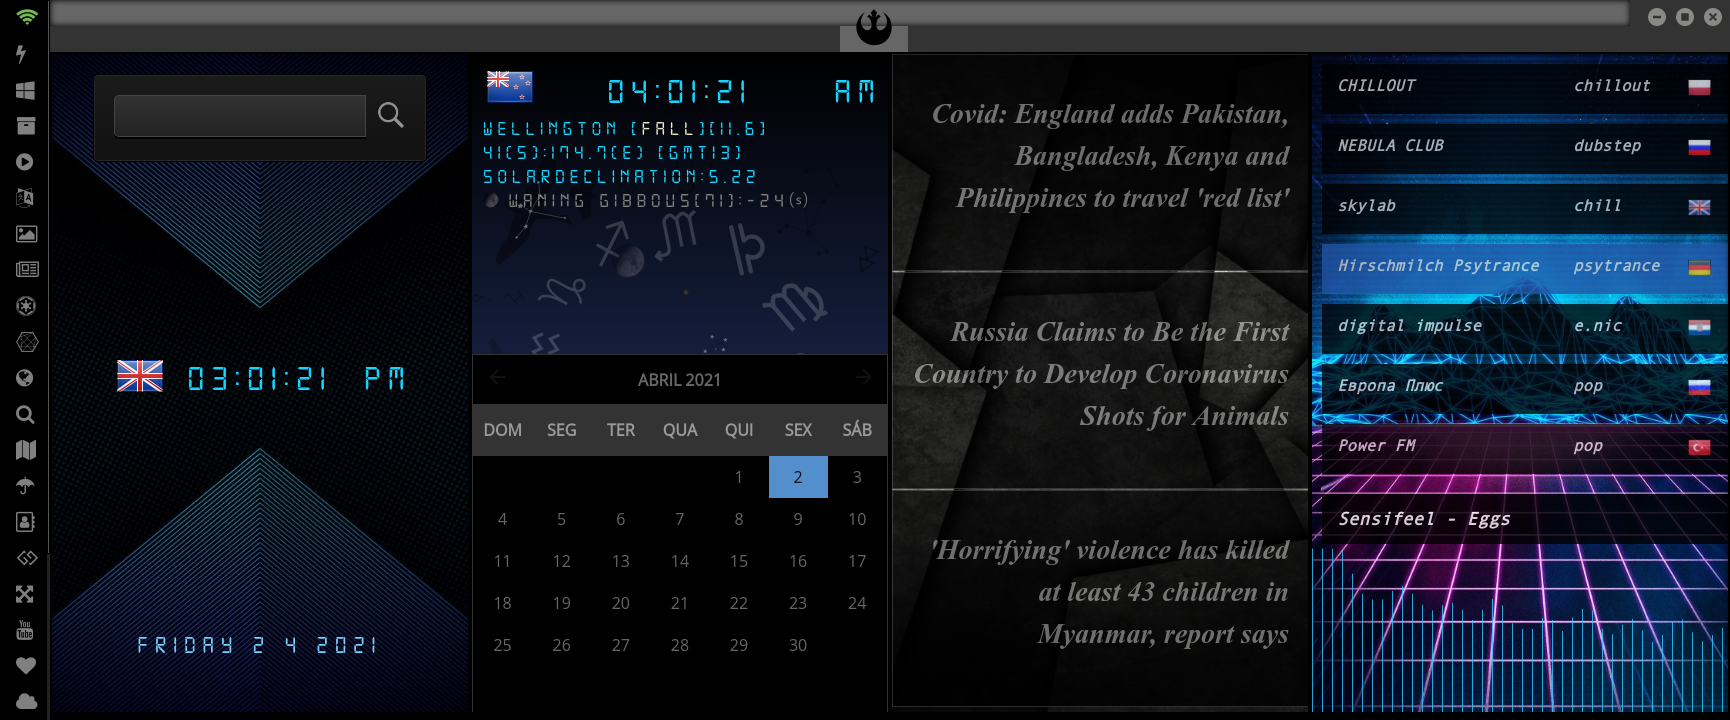 03:01:21 PM
FRIDAY 2 4 2021
04:01:21 AM
WELLINGTON [FALL][11.6]
41(S):174.7(E) [GMT13]
SOLARDECLINATION:5.22
WANING GIBBOUS[71]:-24(s)
ABRIL 2021
DOM SEG TER QUA QUI SEX SÁB
1 2 3
4 5 6 7 8 9 10
11 12 13 14 15 16 17
18 19 20 21 22 23 24
25 26 27 28 29 30
Covid: England adds Pakistan,
Bangladesh, Kenya and
Philippines to travel 'red list'
Russia Claims to Be the First
Country to Develop Coronavirus
Shots for Animals
'Horrifying' violence has killed
at least 43 children in
Myanmar, report says
CHILLOUT chillout
NEBULA CLUB dubstep
skylab chill
Hirschmilch Psytrance psytrance
digital impulse e.nic
Европа Плюс pop
Power FM pop
Sensifeel - Eggs
You
Tube